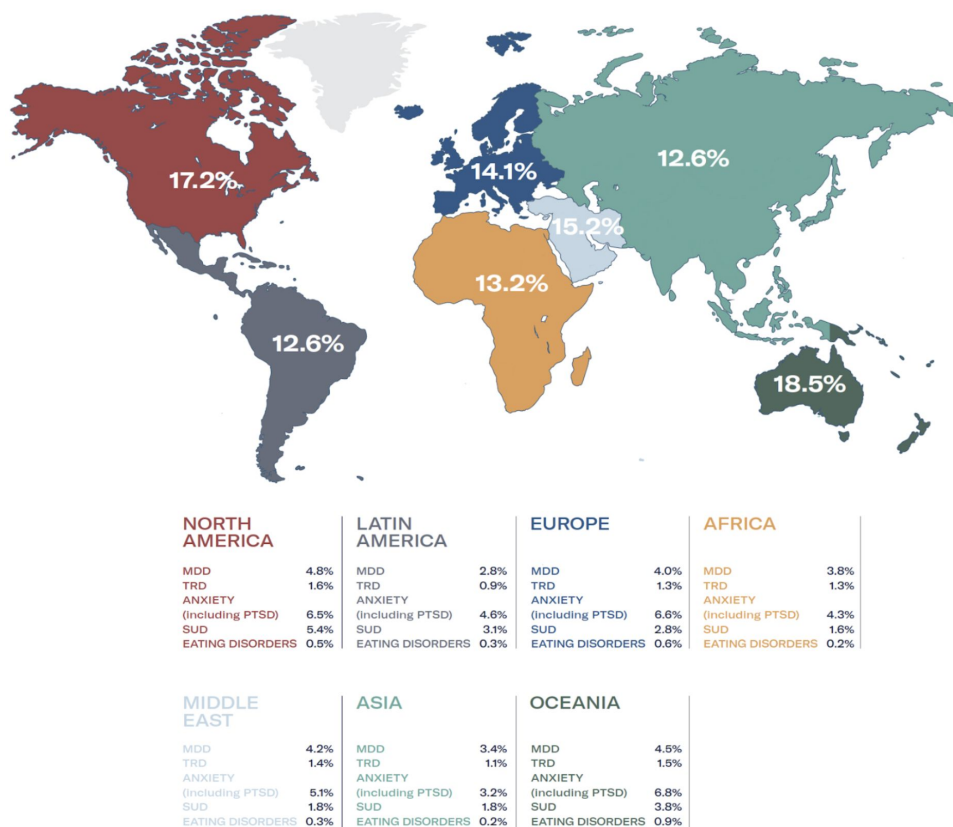 17.2%
14.1%
12.6%
15.2%
13.2%
12.6%
18.5%
NORTH
AMERICA
MDD 4.8%
TRD 1.6%
ANXIETY
(including PTSD) 6.5%
SUD 5.4%
EATING DISORDERS 0.5%
LATIN
AMERICA
MDD 2.8%
TRD 0.9%
ANXIETY
(including PTSD) 4.6%
SUD 3.1%
EATING DISORDERS 0.3%
EUROPE
MDD 4.0%
TRD 1.3%
ANXIETY
(including PTSD) 6.6%
SUD 2.8%
EATING DISORDERS 0.6%
AFRICA
MDD 3.8%
TRD 1.3%
ANXIETY
(including PTSD) 4.3%
SUD 1.6%
EATING DISORDERS 0.2%
MIDDLE
EAST
MDD 4.2%
TRD 1.4%
ANXIETY
(including PTSD) 5.1%
SUD 1.8%
EATING DISORDERS 0.3%
ASIA
MDD 3.4%
TRD 1.1%
ANXIETY
(including PTSD) 3.2%
SUD 1.8%
EATING DISORDERS 0.2%
OCEANIA
MDD 4.5%
TRD 1.5%
ANXIETY
(including PTSD) 6.8%
SUD 3.8%
EATING DISORDERS 0.9%